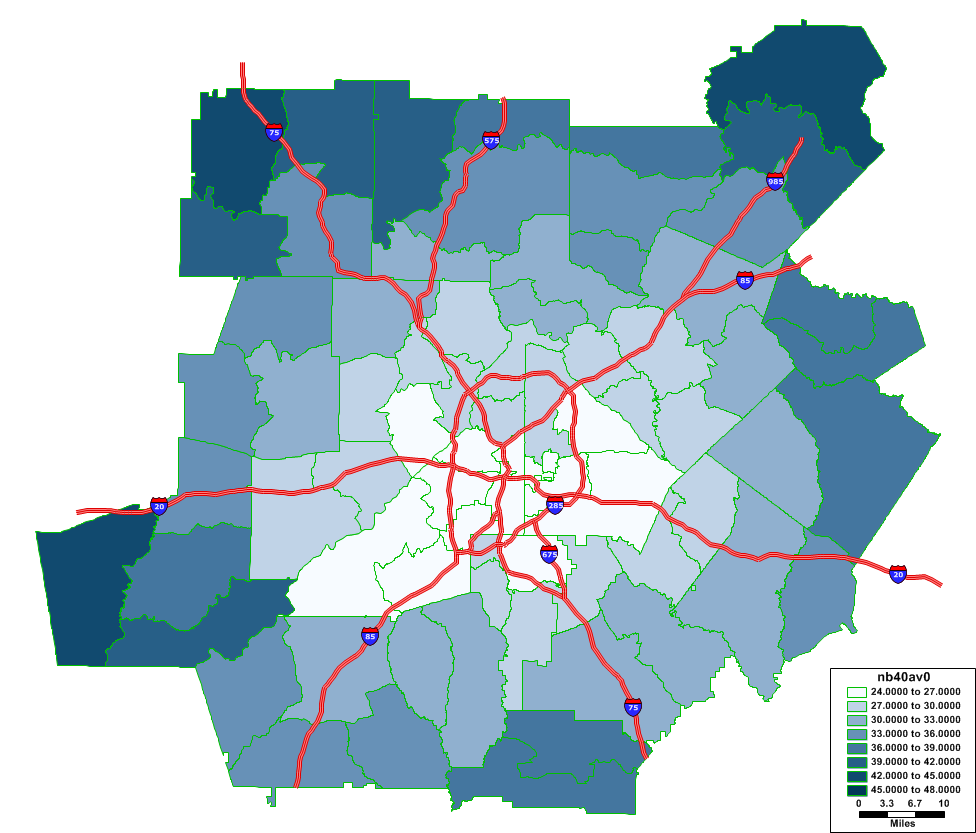 75
575
985
85
20
285
675
20
85
75
nb40av0
24.0000 to 27.0000
27.0000 to 30.0000
30.0000 to 33.0000
33.0000 to 36.0000
36.0000 to 39.0000
39.0000 to 42.0000
42.0000 to 45.0000
45.0000 to 48.0000
0 3.3 6.7 10
Miles